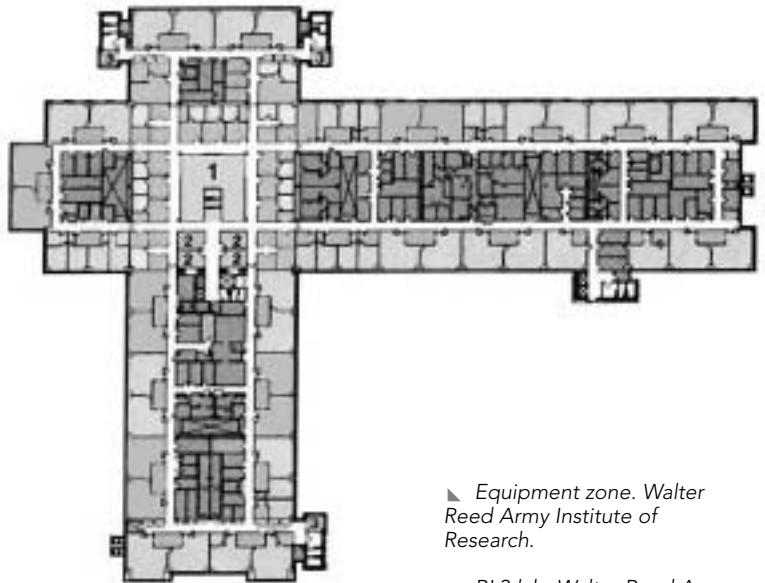 1
2 2
2 2
Equipment zone. Walter
Reed Army Institute of
Research.